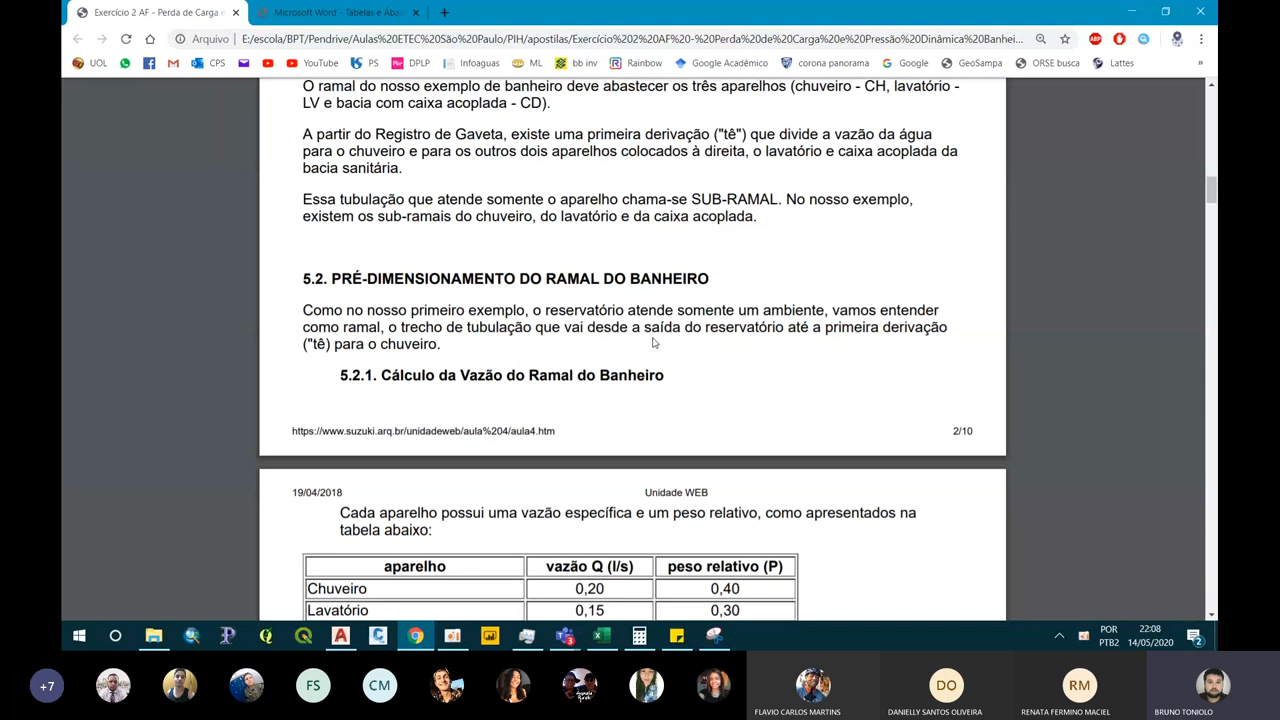 Exercício 2 AF - Perda de Carga e
Microsoft Word - Tabelas e Ába
Arquivo
E:/escola/BPT/Pendrive/Aulas%20ETEC%20São%20Paulo/PIH/apostilas/Exercício%202%20AF%20-%20Perda%20de%20Carga%20e%20Pressão%20Dinâmica%20Banhei...
ABP
UOL
CPS
YouTube
PS
DPLP
Infoaguas
ML
bb inv
Rainbow
Google Acadêmico
corona panorama
Google
GeoSampa
ORSE busca
Lattes
»
O ramal do nosso exemplo de banheiro deve abastecer os três aparelhos (chuveiro - CH, lavatório -
LV e bacia com caixa acoplada - CD).
A partir do Registro de Gaveta, existe uma primeira derivação ("tê") que divide a vazão da água
para o chuveiro e para os outros dois aparelhos colocados à direita, o lavatório e caixa acoplada da
bacia sanitária.
Essa tubulação que atende somente o aparelho chama-se SUB-RAMAL. No nosso exemplo,
existem os sub-ramais do chuveiro, do lavatório e da caixa acoplada.
5.2. PRÉ-DIMENSIONAMENTO DO RAMAL DO BANHEIRO
Como no nosso primeiro exemplo, o reservatório atende somente um ambiente, vamos entender
como ramal, o trecho de tubulação que vai desde a saída do reservatório até a primeira derivação
("tê) para o chuveiro.
5.2.1. Cálculo da Vazão do Ramal do Banheiro
https://www.suzuki.arq.br/unidadeweb/aula%204/aula4.htm
2/10
19/04/2018
Unidade WEB
Cada aparelho possui uma vazão específica e um peso relativo, como apresentados na
tabela abaixo:
aparelho
vazão Q (l/s)
peso relativo (P)
Chuveiro
0,20
0,40
Lavatório
0,15
0,30
POR
PTB2
22:08
14/05/2020
2
+7
FS
CM
FLAVIO CARLOS MARTINS
DO
DANIELLY SANTOS OLIVEIRA
RM
RENATA FERMINO MACIEL
BRUNO TONIOLO